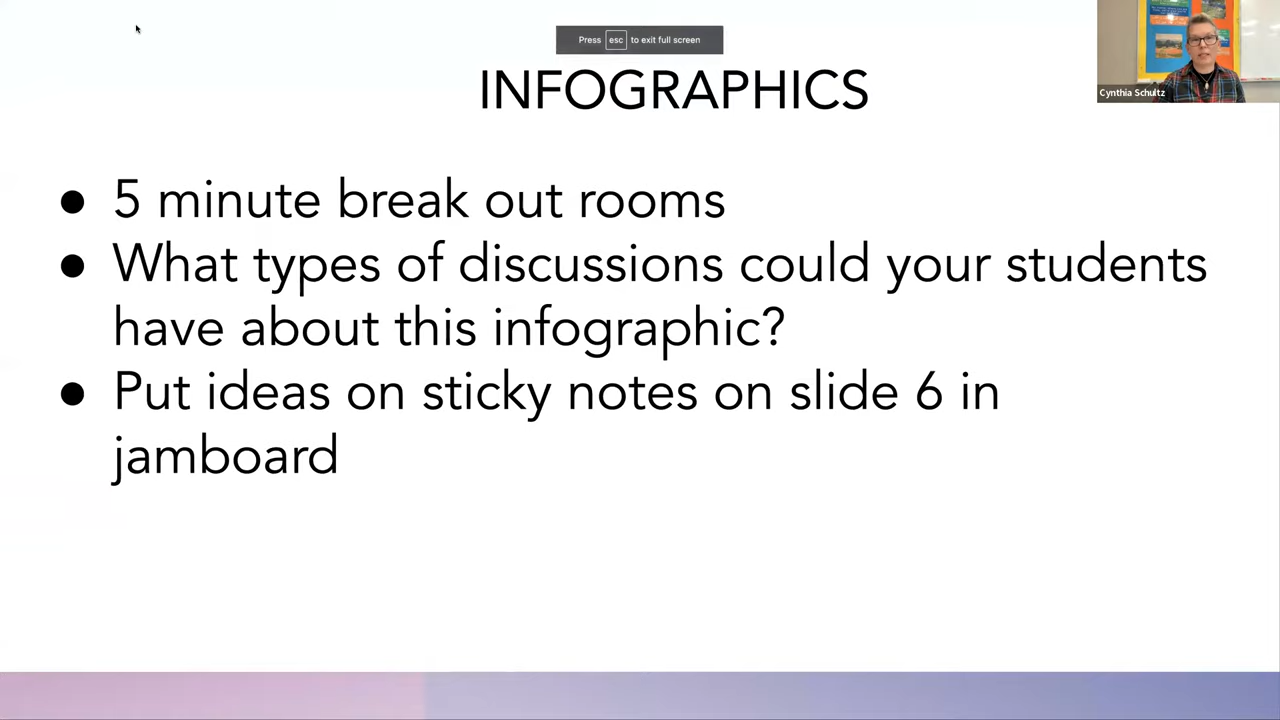 Press esc to exit full screen
INFOGRAPHICS
● 5 minute break out rooms
● What types of discussions could your students
have about this infographic?
● Put ideas on sticky notes on slide 6 in
jamboard
Cynthia Schultz